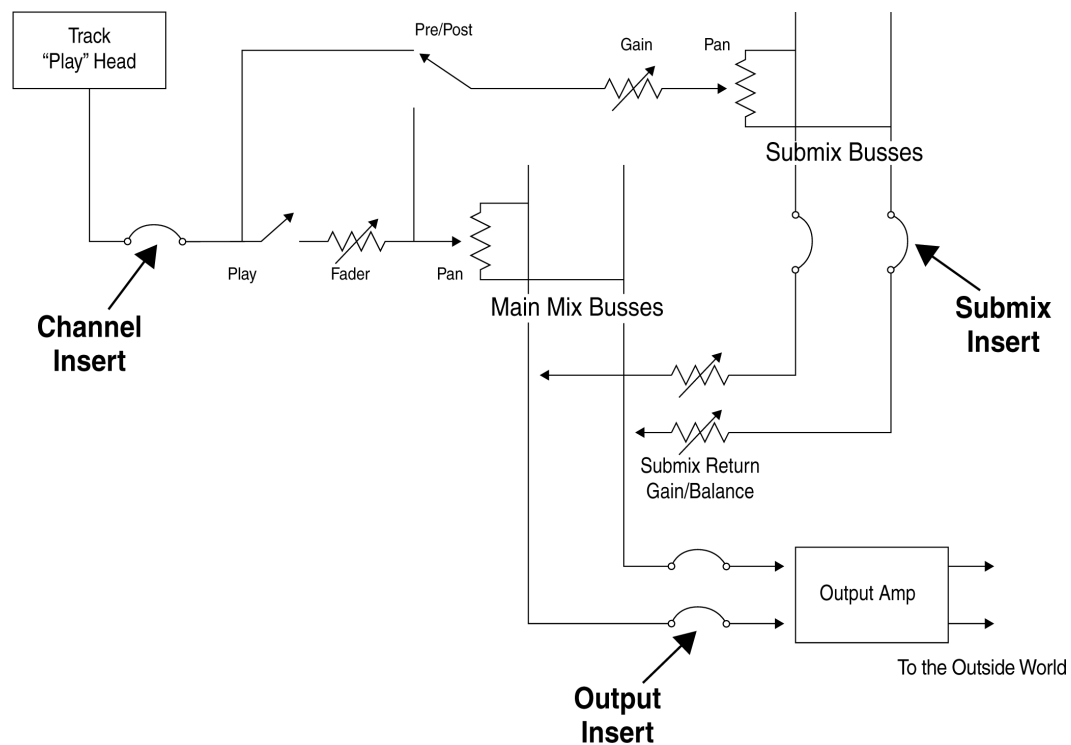 Track
“Play” Head
Pre/Post
Gain
Pan
Submix Busses
Play
Fader
Pan
Main Mix Busses
Channel
Insert
Submix
Insert
Submix Return
Gain/Balance
Output Amp
To the Outside World
Output
Insert